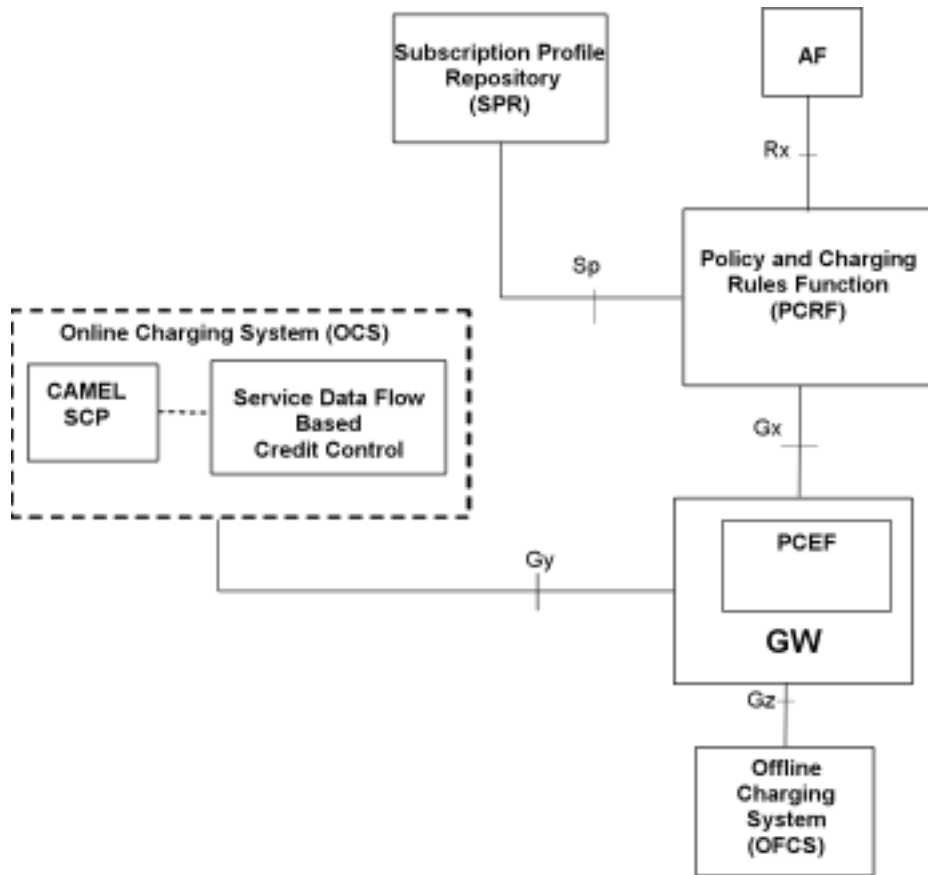 Subscription Profile
Repository
(SPR)
AF
Rx
Sp
Policy and Charging
Rules Function
(PCRF)
Online Charging System (OCS)
CAMEL
SCP
Service Data Flow
Based
Credit Control
Gx
PCEF
Gy
GW
Gz
Offline
Charging
System
(OFCS)